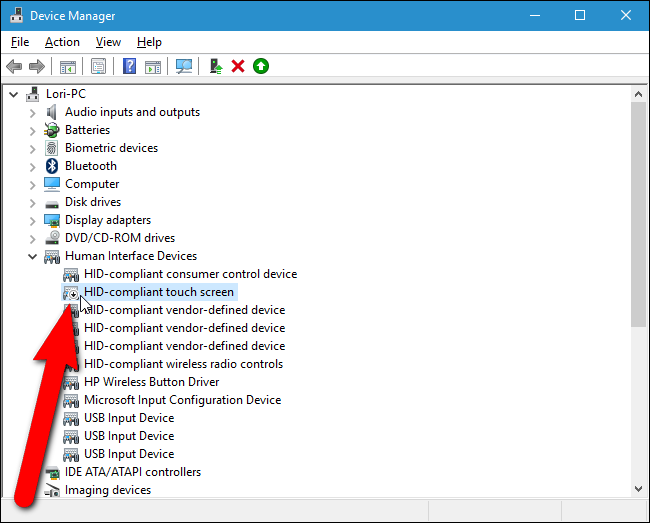 Device Manager
File Action View Help
Lori-PC
Audio inputs and outputs
Batteries
Biometric devices
Bluetooth
Computer
Disk drives
Display adapters
DVD/CD-ROM drives
Human Interface Devices
HID-compliant consumer control device
HID-compliant touch screen
HID-compliant vendor-defined device
HID-compliant vendor-defined device
HID-compliant vendor-defined device
HID-compliant wireless radio controls
HP Wireless Button Driver
Microsoft Input Configuration Device
USB Input Device
USB Input Device
USB Input Device
IDE ATA/ATAPI controllers
Imaging devices